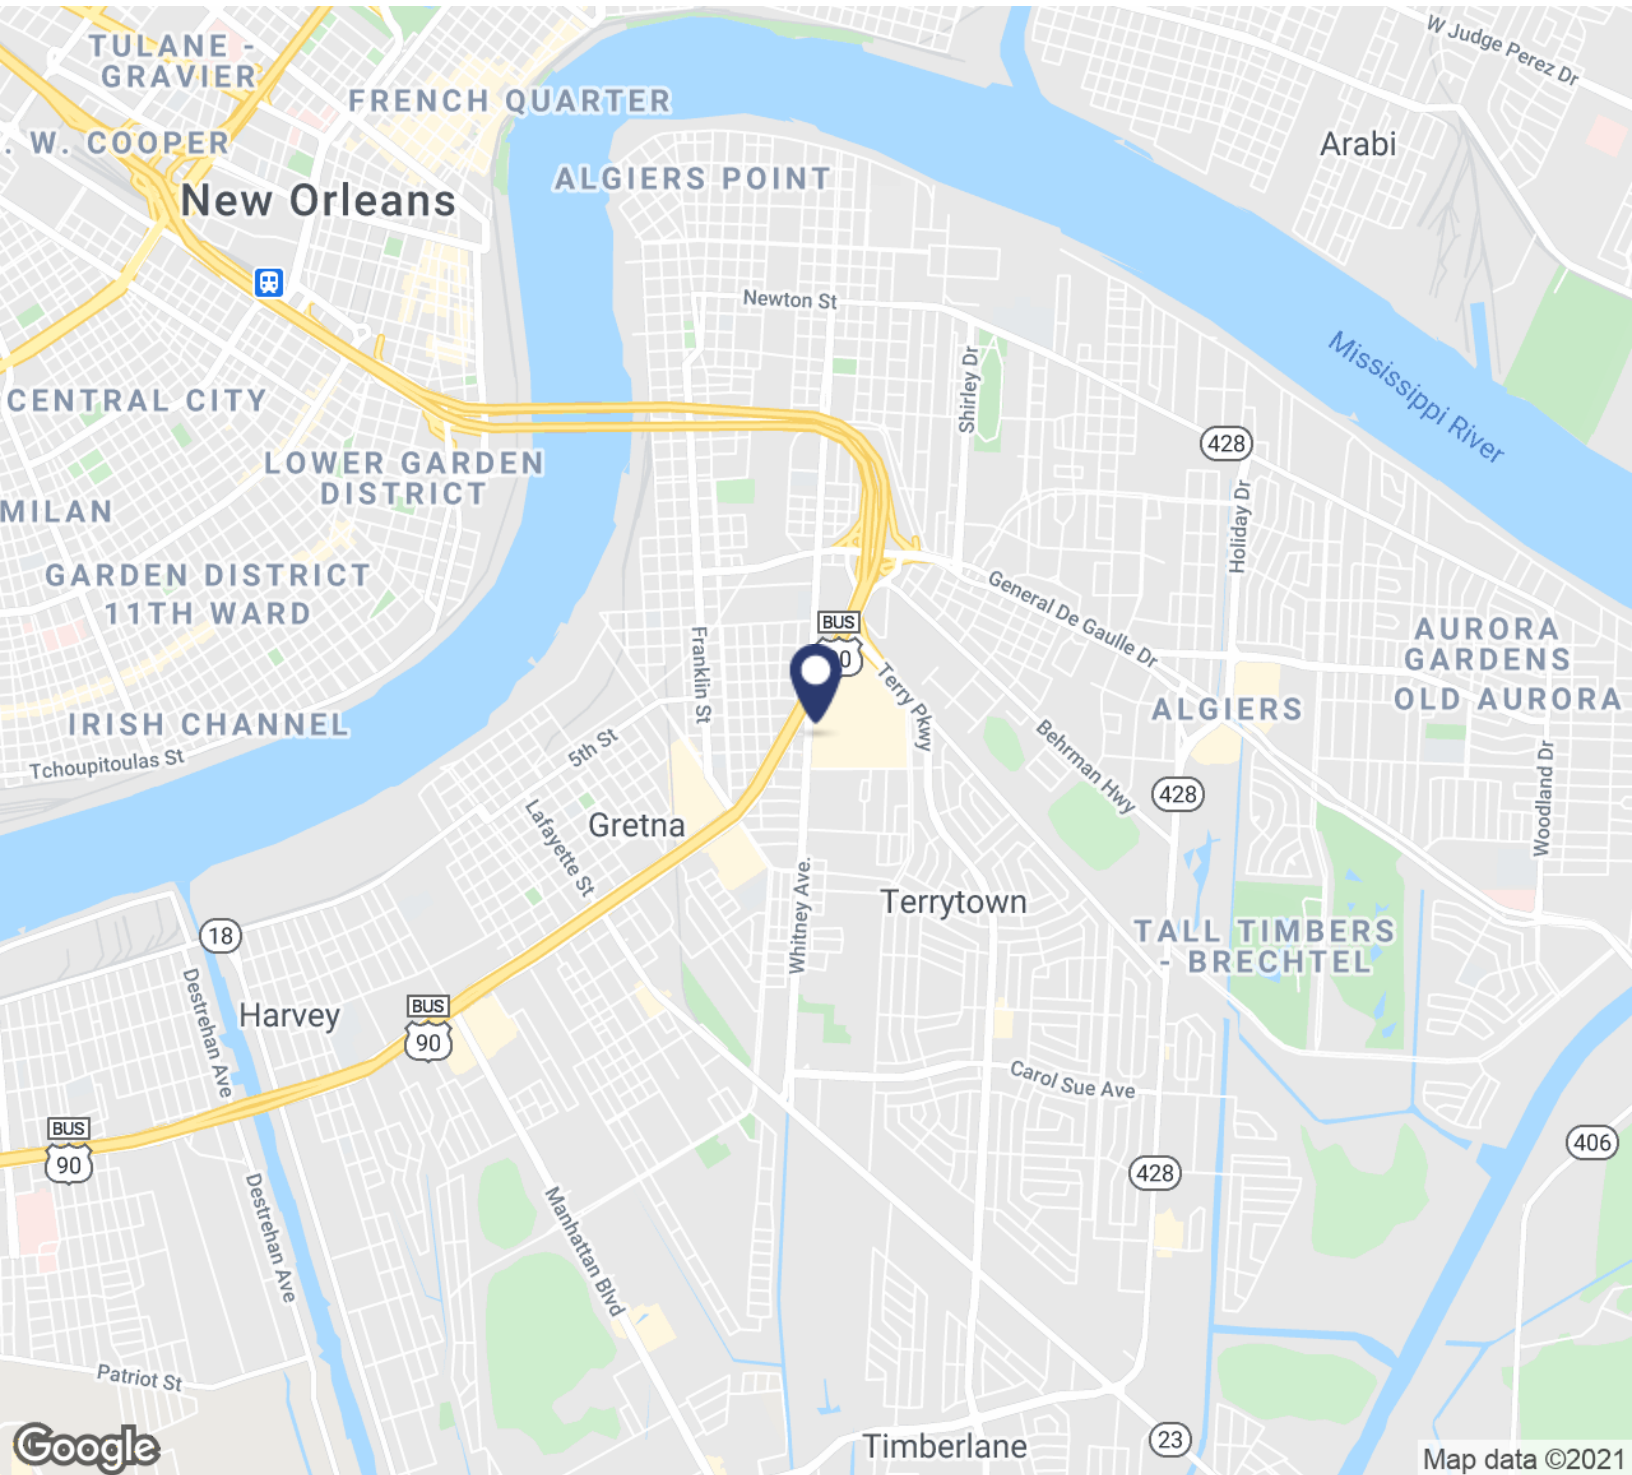 TULANE -
GRAVIER
W Judge Perez Dr
FRENCH QUARTER
. W. COOPER
Arabi
ALGIERS POINT
New Orleans
Newton St
Mississippi River
Shirley Dr
CENTRAL CITY
428
LOWER GARDEN
DISTRICT
Holiday Dr
MILAN
GARDEN DISTRICT
11TH WARD
General De Gaulle Dr
BUS
0
AURORA
GARDENS
OLD AURORA
Franklin St
Terry Pkwy
ALGIERS
IRISH CHANNEL
Tchoupitoulas St
5th St
Behrman Hwy
428
Woodland Dr
Gretna
Lafayette St
Whitney Ave.
Terrytown
TALL TIMBERS
- BRECHTEL
18
Destrehan Ave
Harvey
BUS
90
Carol Sue Ave
BUS
90
406
428
Destrehan Ave
Manhattan Blvd
Patriot St
Google
Timberlane
23
Map data ©2021